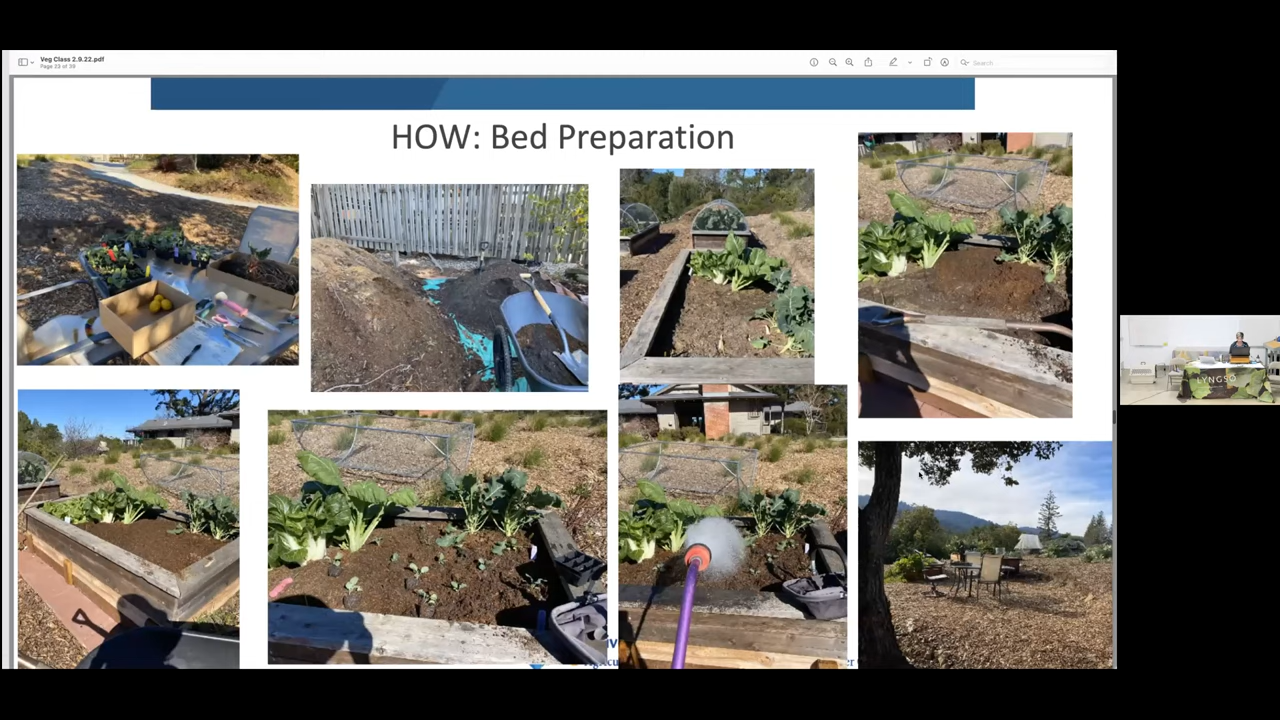 Veg Class 2.9.22.pdf
Page 23 of 39
Search
HOW: Bed Preparation
LYNGSO